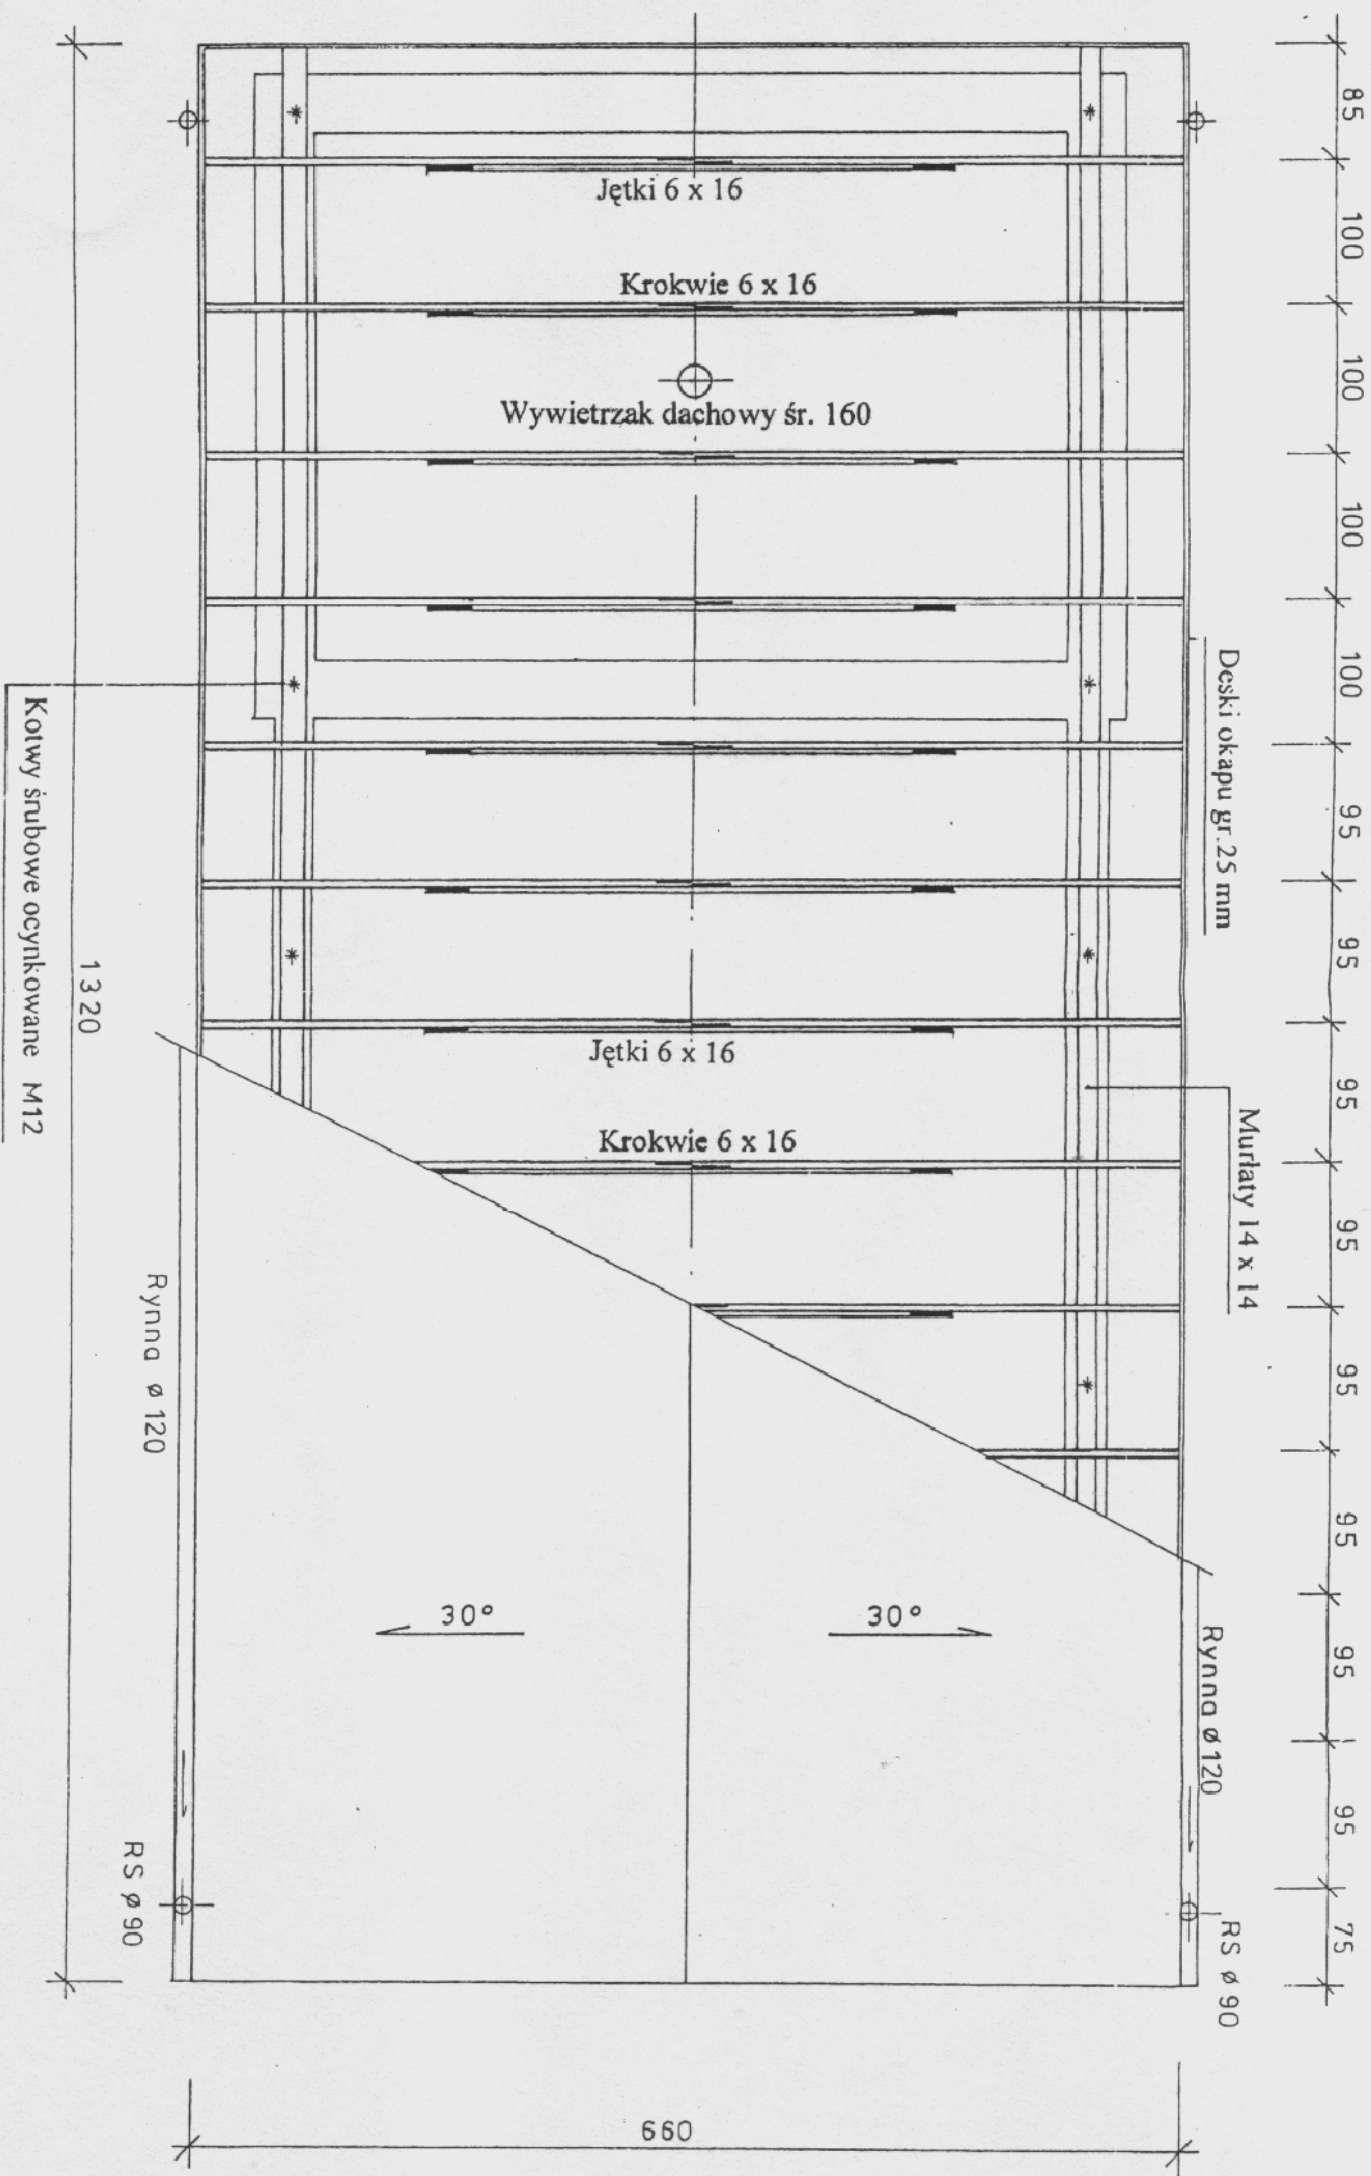 85
100
100
100
100
95
95
95
95
95
95
95
95
75
Jętki 6 x 16
Krokwie 6 x 16
Wywietrzak dachowy śr. 160
Deski okapu gr.25 mm
Kotwy śrubowe ocynkowane M12
1320
Jętki 6 x 16
Murłaty 14 x 14
Krokwie 6 x 16
Rynna ø 120
30°
30°
Rynna ø 120
RS ø 90
RS ø 90
660